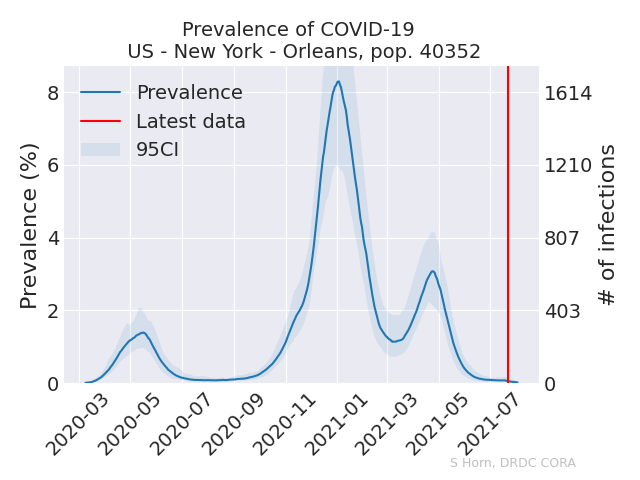 Prevalence of COVID-19
US - New York - Orleans, pop. 40352
Prevalence
Latest data
95CI
Prevalence (%)
8
6
4
2
0
1614
1210
807
403
0
# of infections
2020-03
2020-05
2020-07
2020-09
2020-11
2021-01
2021-03
2021-05
2021-07
S Horn, DRDC CORA